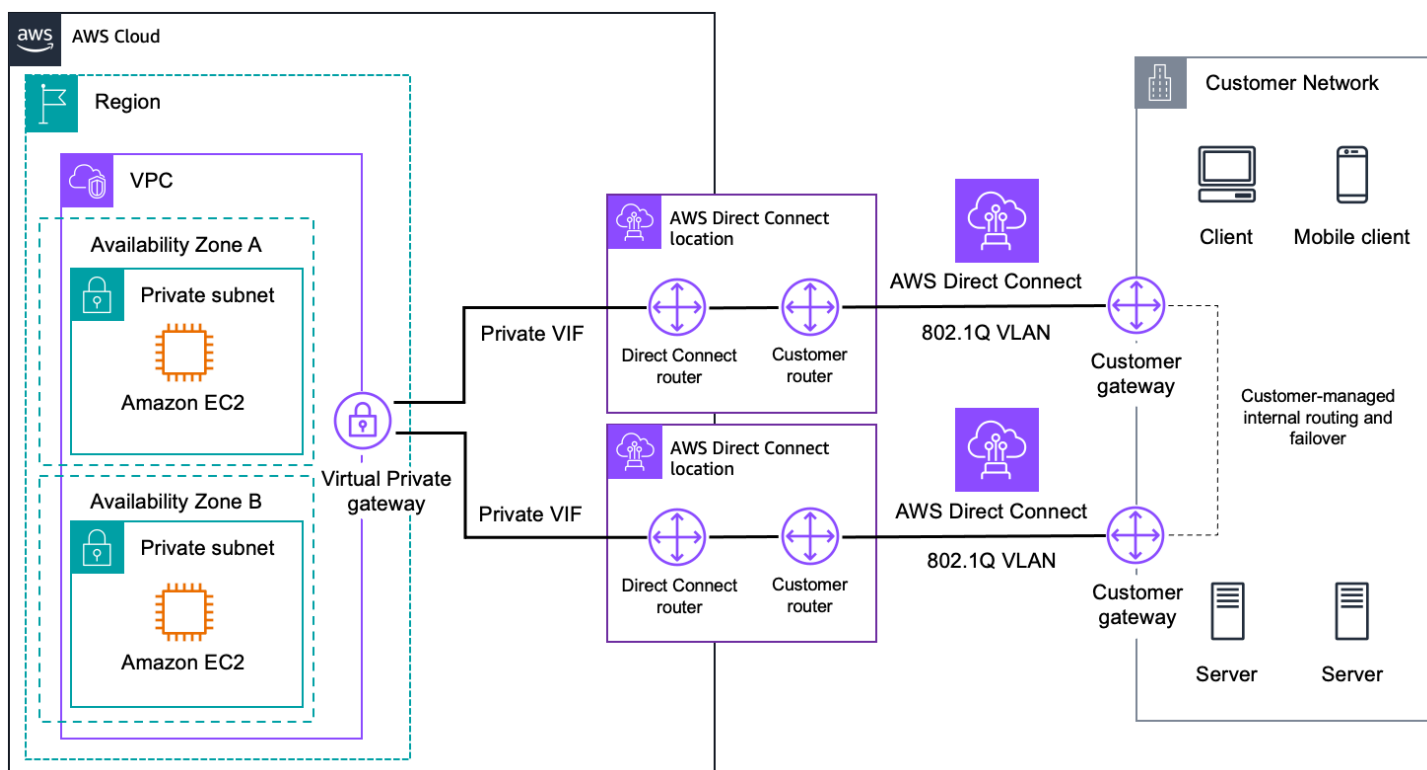 aws
AWS Cloud
Region
VPC
Availability Zone A
Private subnet
Amazon EC2
Availability Zone B
Private subnet
Amazon EC2
Virtual Private
gateway
Private VIF
Private VIF
AWS Direct Connect
location
Direct Connect
router
Customer
router
AWS Direct Connect
location
Direct Connect
router
Customer
router
AWS Direct Connect
802.1Q VLAN
AWS Direct Connect
802.1Q VLAN
Customer Network
Client
Mobile client
Customer
gateway
Customer-managed
internal routing and
failover
Customer
gateway
Server
Server